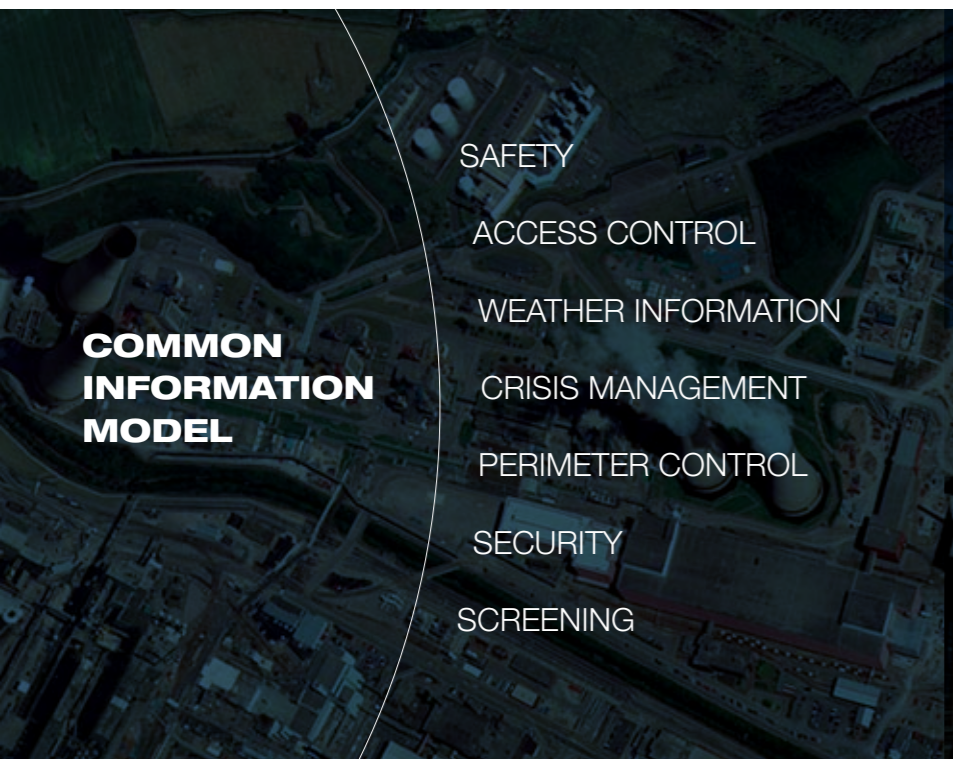 COMMON
INFORMATION
MODEL
SAFETY
ACCESS CONTROL
WEATHER INFORMATION
CRISIS MANAGEMENT
PERIMETER CONTROL
SECURITY
SCREENING